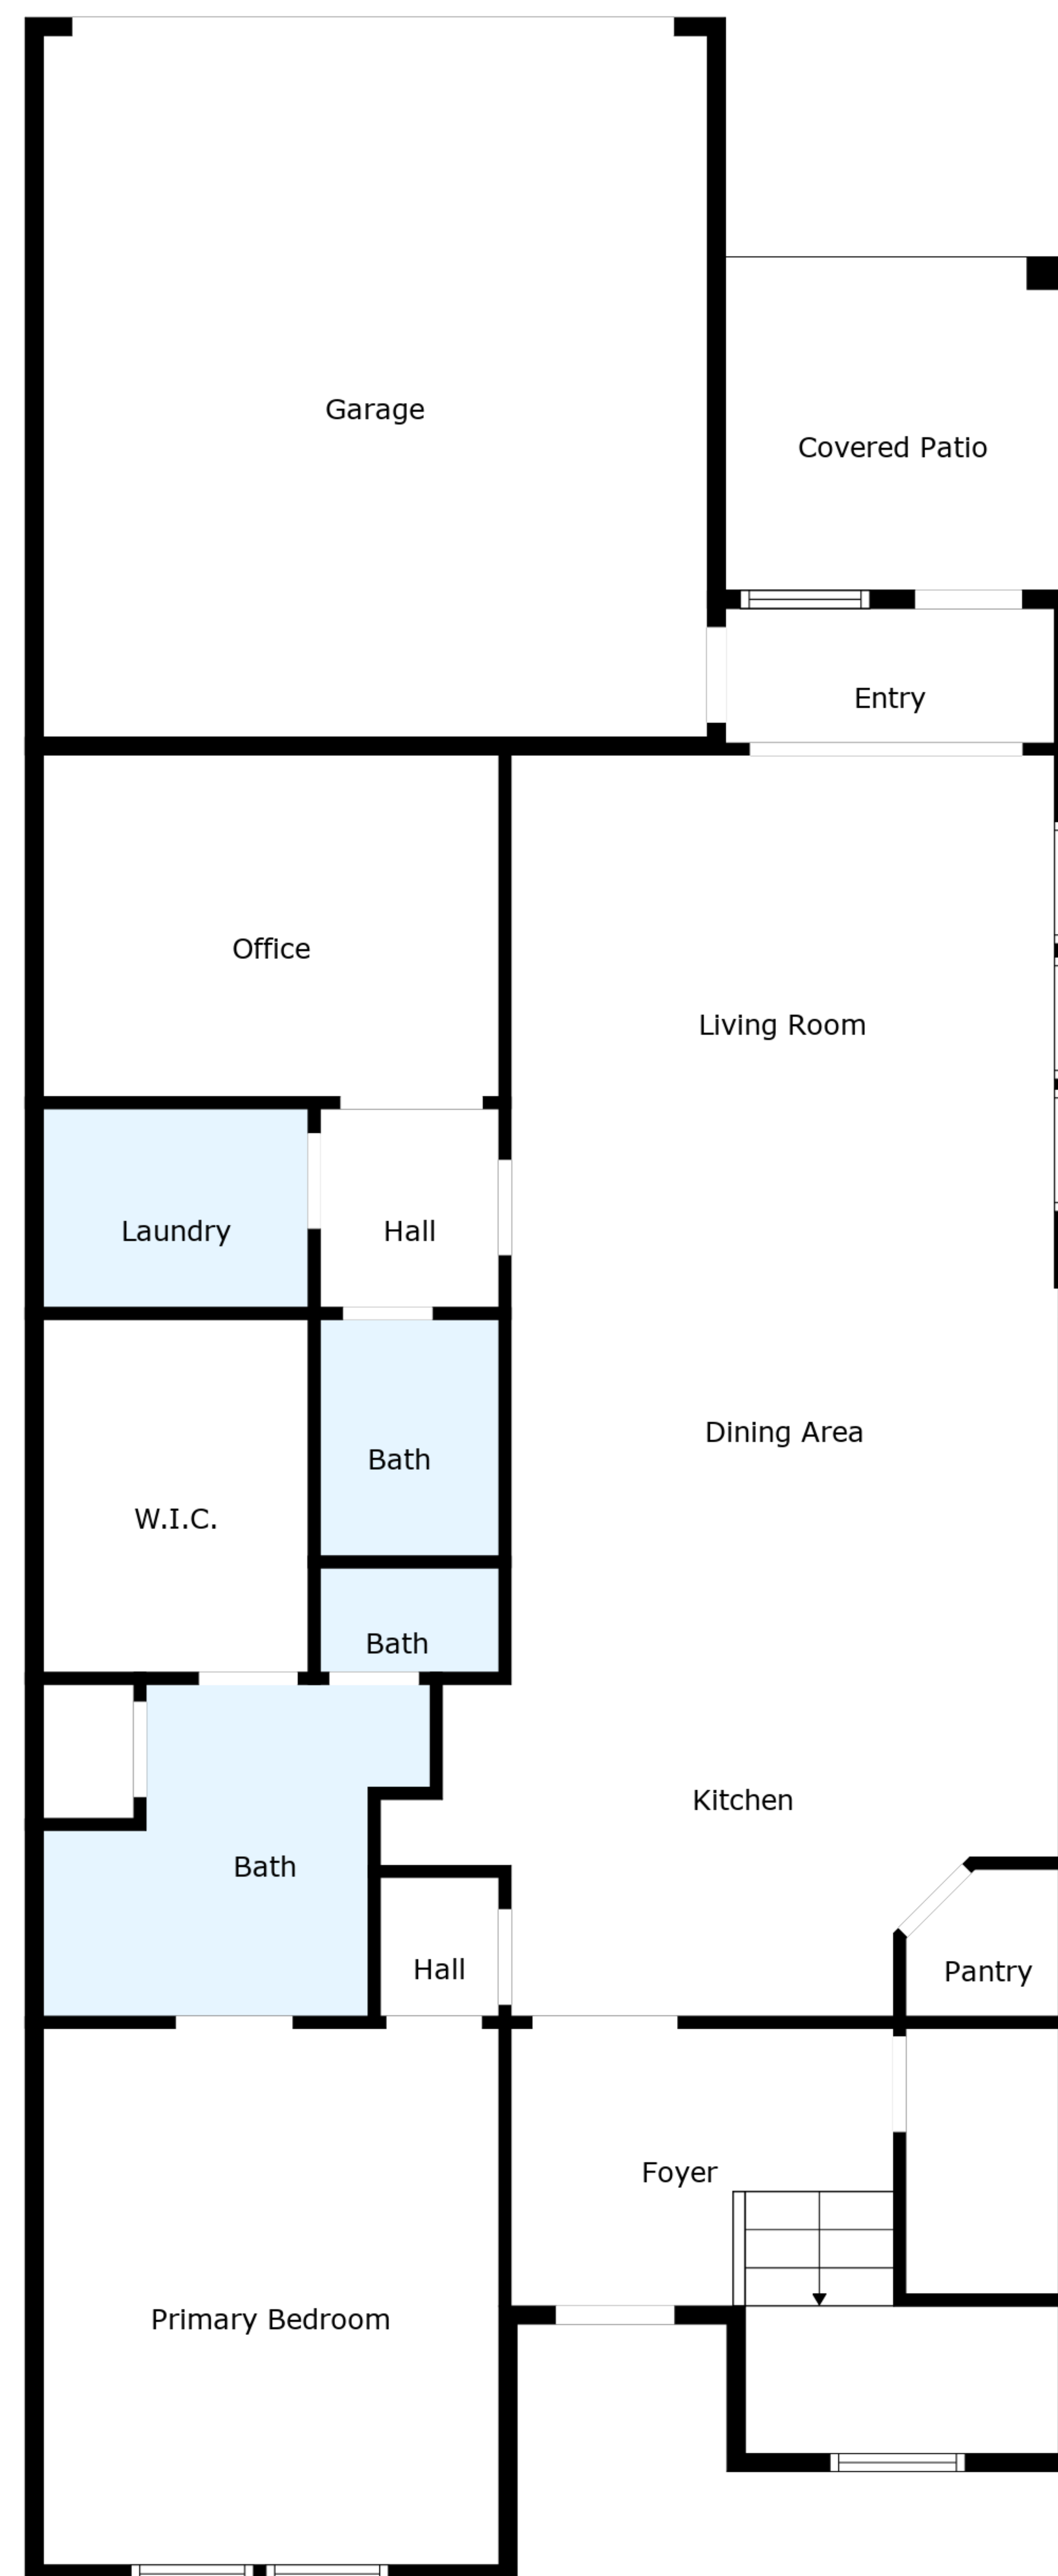 Garage
Covered Patio
Entry
Office
Living Room
Laundry
Hall
Dining Area
Bath
W.I.C.
Bath
Kitchen
Bath
Hall
Pantry
Foyer
Primary Bedroom